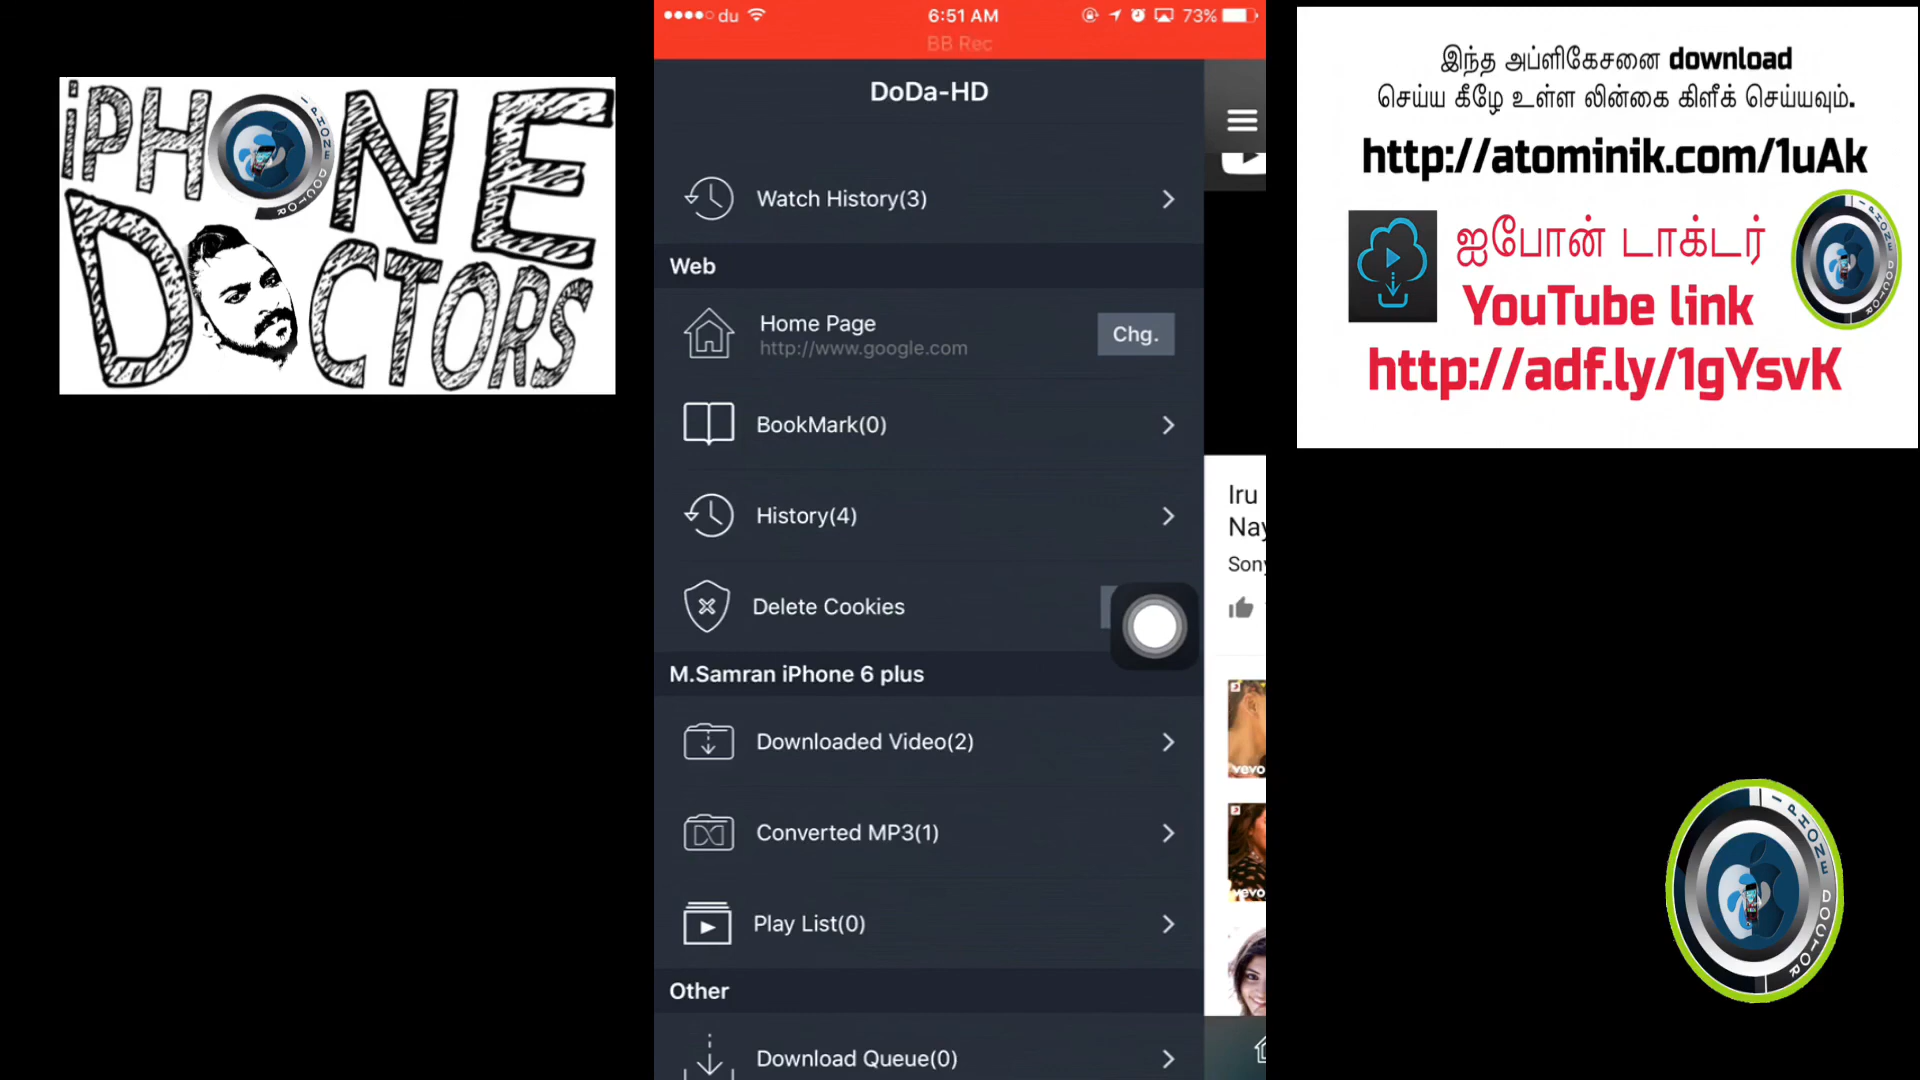 iPHONE
DOCTORS
du
6:51 AM
73%
BB Rec
DoDa-HD
Watch History(3)
Web
Home Page
http://www.google.com
Chg.
BookMark(0)
History(4)
Delete Cookies
M.Samran iPhone 6 plus
Downloaded Video(2)
Converted MP3(1)
Play List(0)
Other
Download Queue(0)
Iru
Nay
Sony
vevo
vevo
இந்த அப்ளிகேசனை download
செய்ய கீழே உள்ள லின்கை கிளீக் செய்யவும்.
http://atominik.com/1uAk
ஐபோன் டாக்டர்
YouTube link
http://adf.ly/1gYsvK
IPHONE DOCTOR